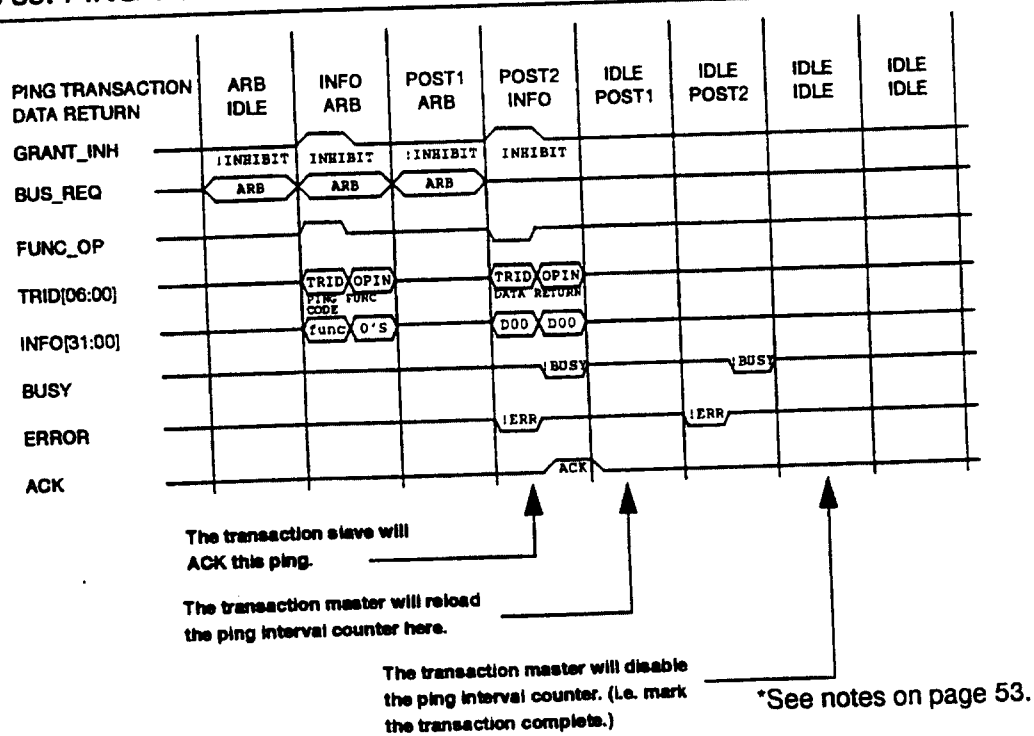 PING TRANSACTION ARB INFO POST1 POST2 IDLE IDLE IDLE IDLE
DATA RETURN IDLE ARB ARB INFO POST1 POST2 IDLE IDLE
GRANT_INH !INHIBIT INHIBIT !INHIBIT INHIBIT
BUS_REQ ARB ARB ARB
FUNC_OP
TRID[06:00] TRID OPIN TRID OPIN
PING FUNC DATA RETURN
CODE
INFO[31:00] func 0'S D00 D00
BUSY !BUSY !BUSY
ERROR !ERR !ERR
ACK ACK
The transaction slave will
ACK this ping.
The transaction master will reload
the ping interval counter here.
The transaction master will disable
the ping interval counter. (i.e. mark
the transaction complete.)
*See notes on page 53.